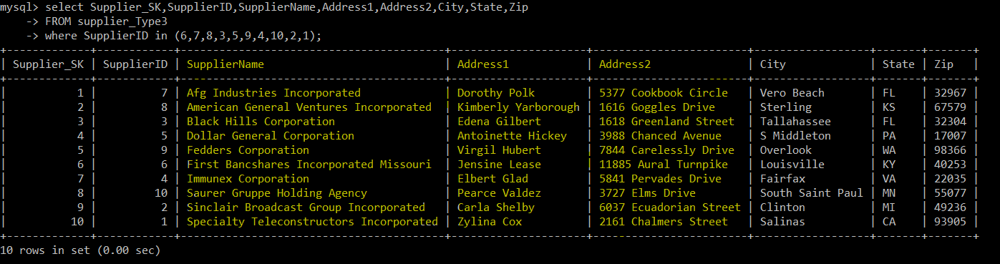 mysql> select Supplier_SK,SupplierID,SupplierName,Address1,Address2,City,State,Zip
    -> FROM supplier_Type3
    -> where SupplierID in (6,7,8,3,5,9,4,10,2,1);
+-------------+------------+---------------------------------------+---------------------+------------------------+------------------+-------+-------+
| Supplier_SK | SupplierID | SupplierName                          | Address1            | Address2               | City             | State | Zip   |
+-------------+------------+---------------------------------------+---------------------+------------------------+------------------+-------+-------+
|           1 |          7 | Afg Industries Incorporated           | Dorothy Polk        | 5377 Cookbook Circle   | Vero Beach       | FL    | 32967 |
|           2 |          8 | American General Ventures Incorporated | Kimberly Yarborough | 1616 Goggles Drive     | Sterling         | KS    | 67579 |
|           3 |          3 | Black Hills Corporation               | Edena Gilbert       | 1618 Greenland Street  | Tallahassee      | FL    | 32304 |
|           4 |          5 | Dollar General Corporation            | Antoinette Hickey   | 3988 Chanced Avenue    | S Middleton      | PA    | 17007 |
|           5 |          9 | Fedders Corporation                   | Virgil Hubert       | 7844 Carelessly Drive  | Overlook         | WA    | 98366 |
|           6 |          6 | First Bancshares Incorporated Missouri | Jensine Lease       | 11885 Aural Turnpike   | Louisville       | KY    | 40253 |
|           7 |          4 | Immunex Corporation                   | Elbert Glad         | 5841 Pervades Drive    | Fairfax          | VA    | 22035 |
|           8 |         10 | Saurer Gruppe Holding Agency          | Pearce Valdez       | 3727 Elms Drive        | South Saint Paul | MN    | 55077 |
|           9 |          2 | Sinclair Broadcast Group Incorporated | Carla Shelby        | 6037 Ecuadorian Street | Clinton          | MI    | 49236 |
|          10 |          1 | Specialty Teleconstructors Incorporated | Zylina Cox          | 2161 Chalmers Street   | Salinas          | CA    | 93905 |
+-------------+------------+---------------------------------------+---------------------+------------------------+------------------+-------+-------+
10 rows in set (0.00 sec)